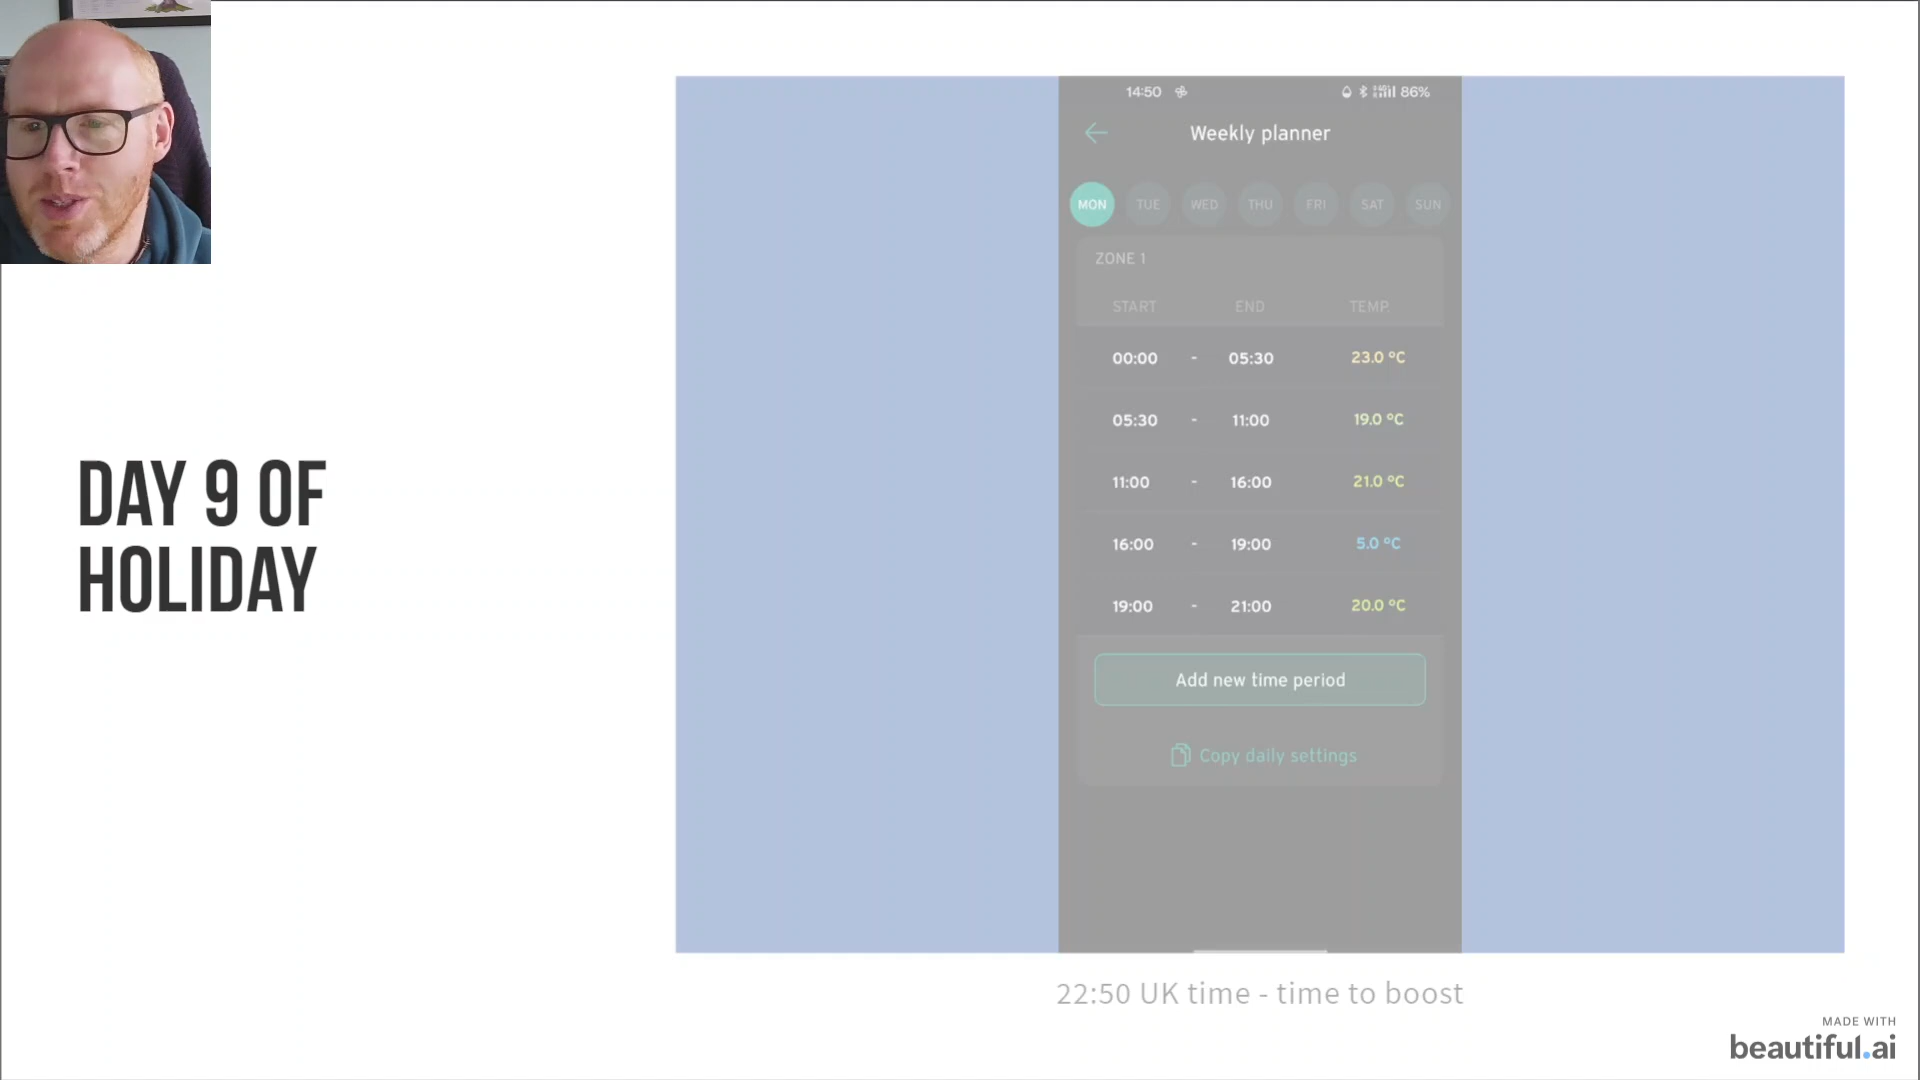 DAY 9 OF
HOLIDAY
14:50 86%
Weekly planner
MON TUE WED THU FRI SAT SUN
ZONE 1
START END TEMP.
00:00 - 05:30 23.0 °C
05:30 - 11:00 19.0 °C
11:00 - 16:00 21.0 °C
16:00 - 19:00 5.0 °C
19:00 - 21:00 20.0 °C
Add new time period
Copy daily settings
22:50 UK time - time to boost
MADE WITH
beautiful.ai